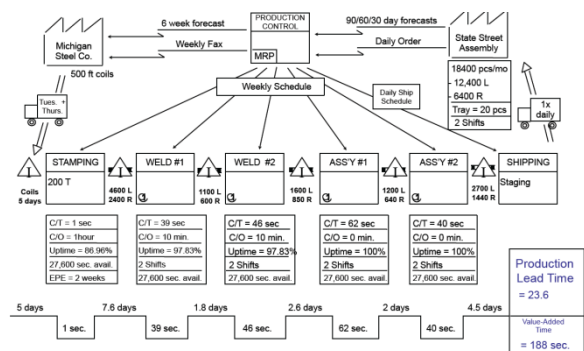 6 week forecast
PRODUCTION
CONTROL
90/60/30 day forecasts
Weekly Fax
Daily Order
MRP
Michigan
Steel Co.
State Street
Assembly
500 ft coils
18400 pcs/mo
- 12,400 L
- 6400 R
Tray = 20 pcs
2 Shifts
Tues. +
Thurs.
Weekly Schedule
Daily Ship
Schedule
1x
daily
I
Coils
5 days
STAMPING
200 T
I
4600 L
2400 R
WELD #1
I
1100 L
600 R
WELD #2
I
1600 L
850 R
ASS'Y #1
I
1200 L
640 R
ASS'Y #2
I
2700 L
1440 R
SHIPPING
Staging
C/T = 1 sec
C/O = 1hour
Uptime = 86.96%
27,600 sec. avail.
EPE = 2 weeks
C/T = 39 sec
C/O = 10 min.
Uptime = 97.83%
2 Shifts
27,600 sec. avail.
C/T = 46 sec
C/O = 10 min.
Uptime = 97.83%
2 Shifts
27,600 sec. avail.
C/T = 62 sec
C/O = 0 min.
Uptime = 100%
2 Shifts
27,600 sec. avail.
C/T = 40 sec
C/O = 0 min.
Uptime = 100%
2 Shifts
27,600 sec. avail.
5 days
7.6 days
1.8 days
2.6 days
2 days
4.5 days
1 sec.
39 sec.
46 sec.
62 sec.
40 sec.
Production
Lead Time
= 23.6
Value-Added
Time
= 188 sec.